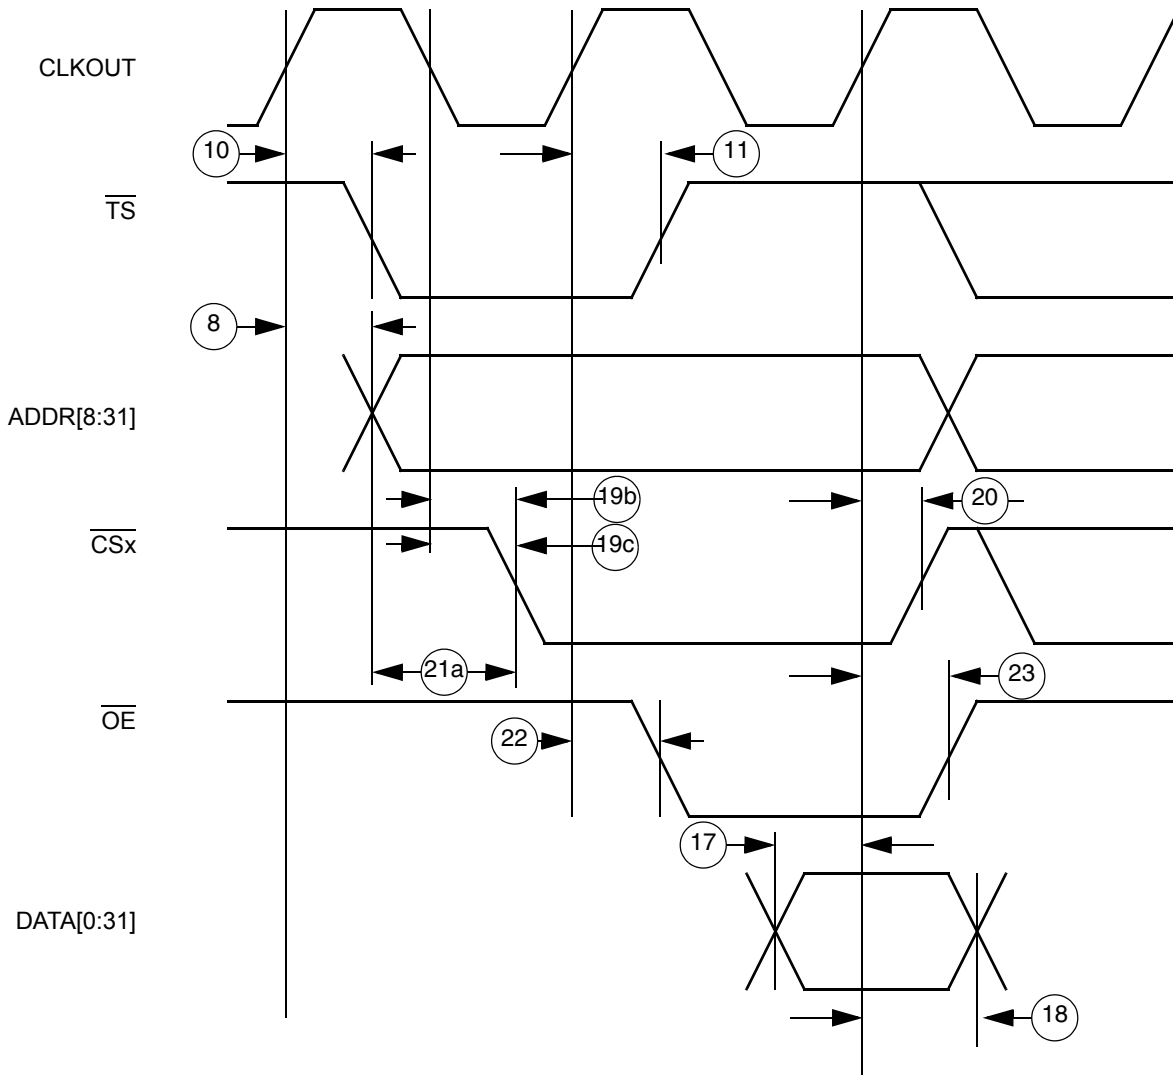 CLKOUT
10
11
TS
8
ADDR[8:31]
19b
20
CSx
19c
21a
23
OE
22
17
DATA[0:31]
18